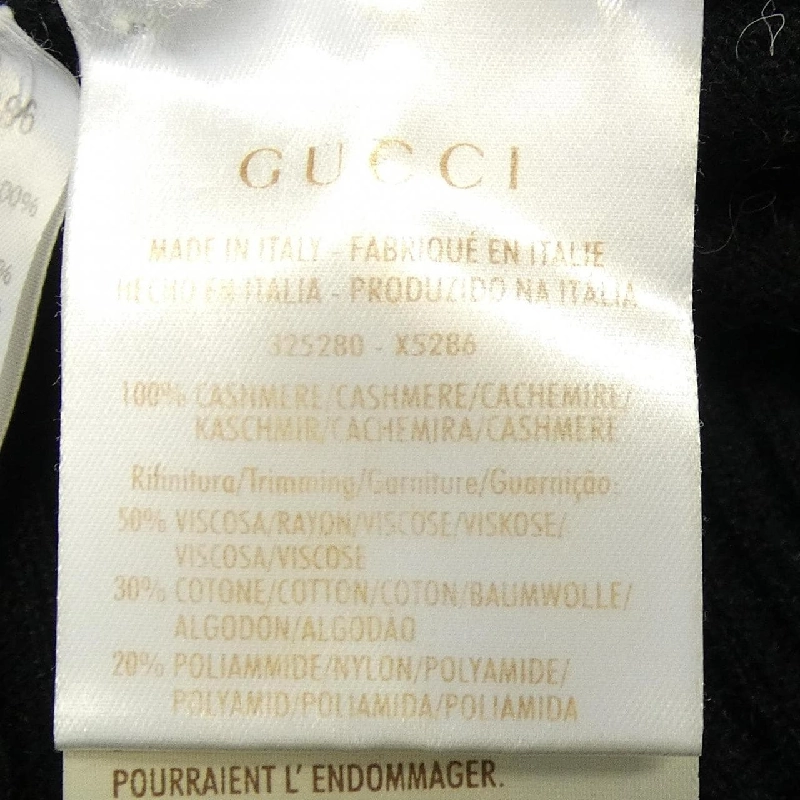 GUCCI
MADE IN ITALY - FABRIQUÉ EN ITALIE
HECHO EN ITALIA - PRODUZIDO NA ITÁLIA
325280 - X5286
100% CASHMERE/CASHMERE/CACHEMIRE/
KASCHMIR/CACHEMIRA/CASHMERE
Rifinitura/Trimming/Garniture/Guarnição:
50% VISCOSA/RAYON/VISCOSE/VISKOSE/
VISCOSA/VISCOSE
30% COTONE/COTTON/COTON/BAUMWOLLE/
ALGODON/ALGODÃO
20% POLIAMMIDE/NYLON/POLYAMIDE/
POLYAMID/POLIAMIDA/POLIAMIDA
POURRAIENT L' ENDOMMAGER.